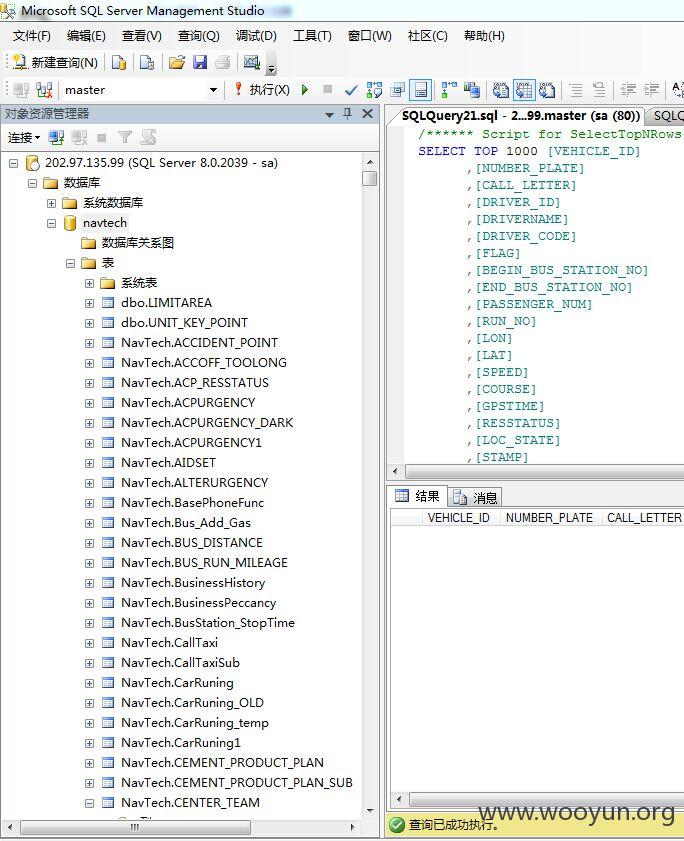 Microsoft SQL Server Management Studio
文件(F) 编辑(E) 查看(V) 查询(Q) 调试(D) 工具(T) 窗口(W) 社区(C) 帮助(H)
新建查询(N)
master 执行(X)
对象资源管理器
连接
202.97.135.99 (SQL Server 8.0.2039 - sa)
数据库
系统数据库
navtech
数据库关系图
表
系统表
dbo.LIMITAREA
dbo.UNIT_KEY_POINT
NavTech.ACCIDENT_POINT
NavTech.ACCOFF_TOOLONG
NavTech.ACP_RESSTATUS
NavTech.ACPURGENCY
NavTech.ACPURGENCY_DARK
NavTech.ACPURGENCY1
NavTech.AIDSET
NavTech.ALTERURGENCY
NavTech.BasePhoneFunc
NavTech.Bus_Add_Gas
NavTech.BUS_DISTANCE
NavTech.BUS_RUN_MILEAGE
NavTech.BusinessHistory
NavTech.BusinessPeccancy
NavTech.BusStation_StopTime
NavTech.CallTaxi
NavTech.CallTaxiSub
NavTech.CarRuning
NavTech.CarRuning_OLD
NavTech.CarRuning_temp
NavTech.CarRuning1
NavTech.CEMENT_PRODUCT_PLAN
NavTech.CEMENT_PRODUCT_PLAN_SUB
NavTech.CENTER_TEAM
SQLQuery21.sql - 2...99.master (sa (80)) SQLQ
/****** Script for SelectTopNRows
SELECT TOP 1000 [VEHICLE_ID]
,[NUMBER_PLATE]
,[CALL_LETTER]
,[DRIVER_ID]
,[DRIVERNAME]
,[DRIVER_CODE]
,[FLAG]
,[BEGIN_BUS_STATION_NO]
,[END_BUS_STATION_NO]
,[PASSENGER_NUM]
,[RUN_NO]
,[LON]
,[LAT]
,[SPEED]
,[COURSE]
,[GPSTIME]
,[RESSTATUS]
,[LOC_STATE]
,[STAMP]
结果 消息
VEHICLE_ID NUMBER_PLATE CALL_LETTER
www.wooyun.org
查询已成功执行。